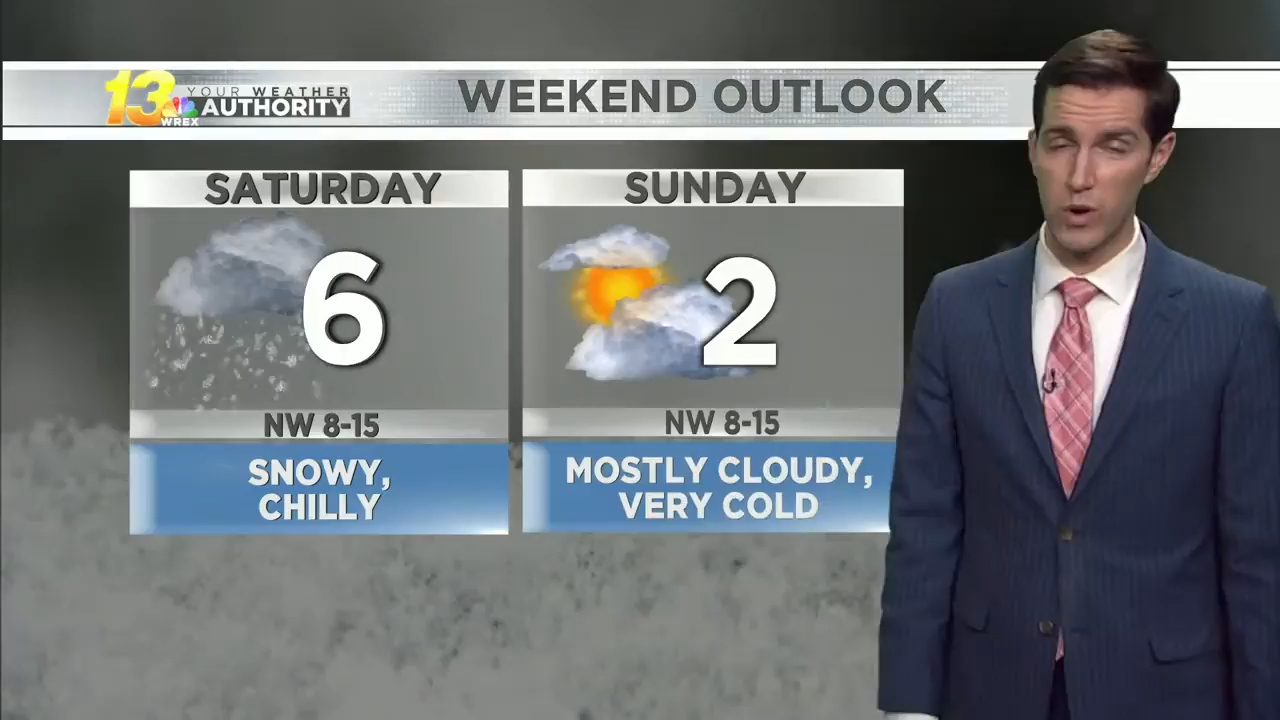 13
WREX
YOUR WEATHER
AUTHORITY
WEEKEND OUTLOOK
SATURDAY
6
NW 8-15
SNOWY,
CHILLY
SUNDAY
2
NW 8-15
MOSTLY CLOUDY,
VERY COLD